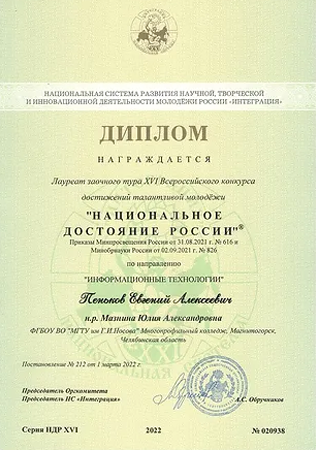 НАЦИОНАЛЬНАЯ СИСТЕМА РАЗВИТИЯ НАУЧНОЙ, ТВОРЧЕСКОЙ
И ИННОВАЦИОННОЙ ДЕЯТЕЛЬНОСТИ МОЛОДЁЖИ РОССИИ «ИНТЕГРАЦИЯ»
ДИПЛОМ
НАГРАЖДАЕТСЯ
Лауреат заочного тура XVI Всероссийского конкурса
достижений талантливой молодёжи
"НАЦИОНАЛЬНОЕ
ДОСТОЯНИЕ РОССИИ"®
Приказы Минпросвещения России от 31.08.2021 г. № 616 и
Минобрнауки России от 02.09.2021 г. № 826
по направлению
"ИНФОРМАЦИОННЫЕ ТЕХНОЛОГИИ"
Пеньков Евгений Алексеевич
н.р. Мазнина Юлия Александровна
ФГБОУ ВО "МГТУ им Г.И.Носова" Многопрофильный колледж, Магнитогорск,
Челябинская область
Постановление № 212 от 1 марта 2022 г.
Председатель Оргкомитета
Председатель НС «Интеграция»
А.С. Обручников
Серия НДР XVI
2022
№ 020938